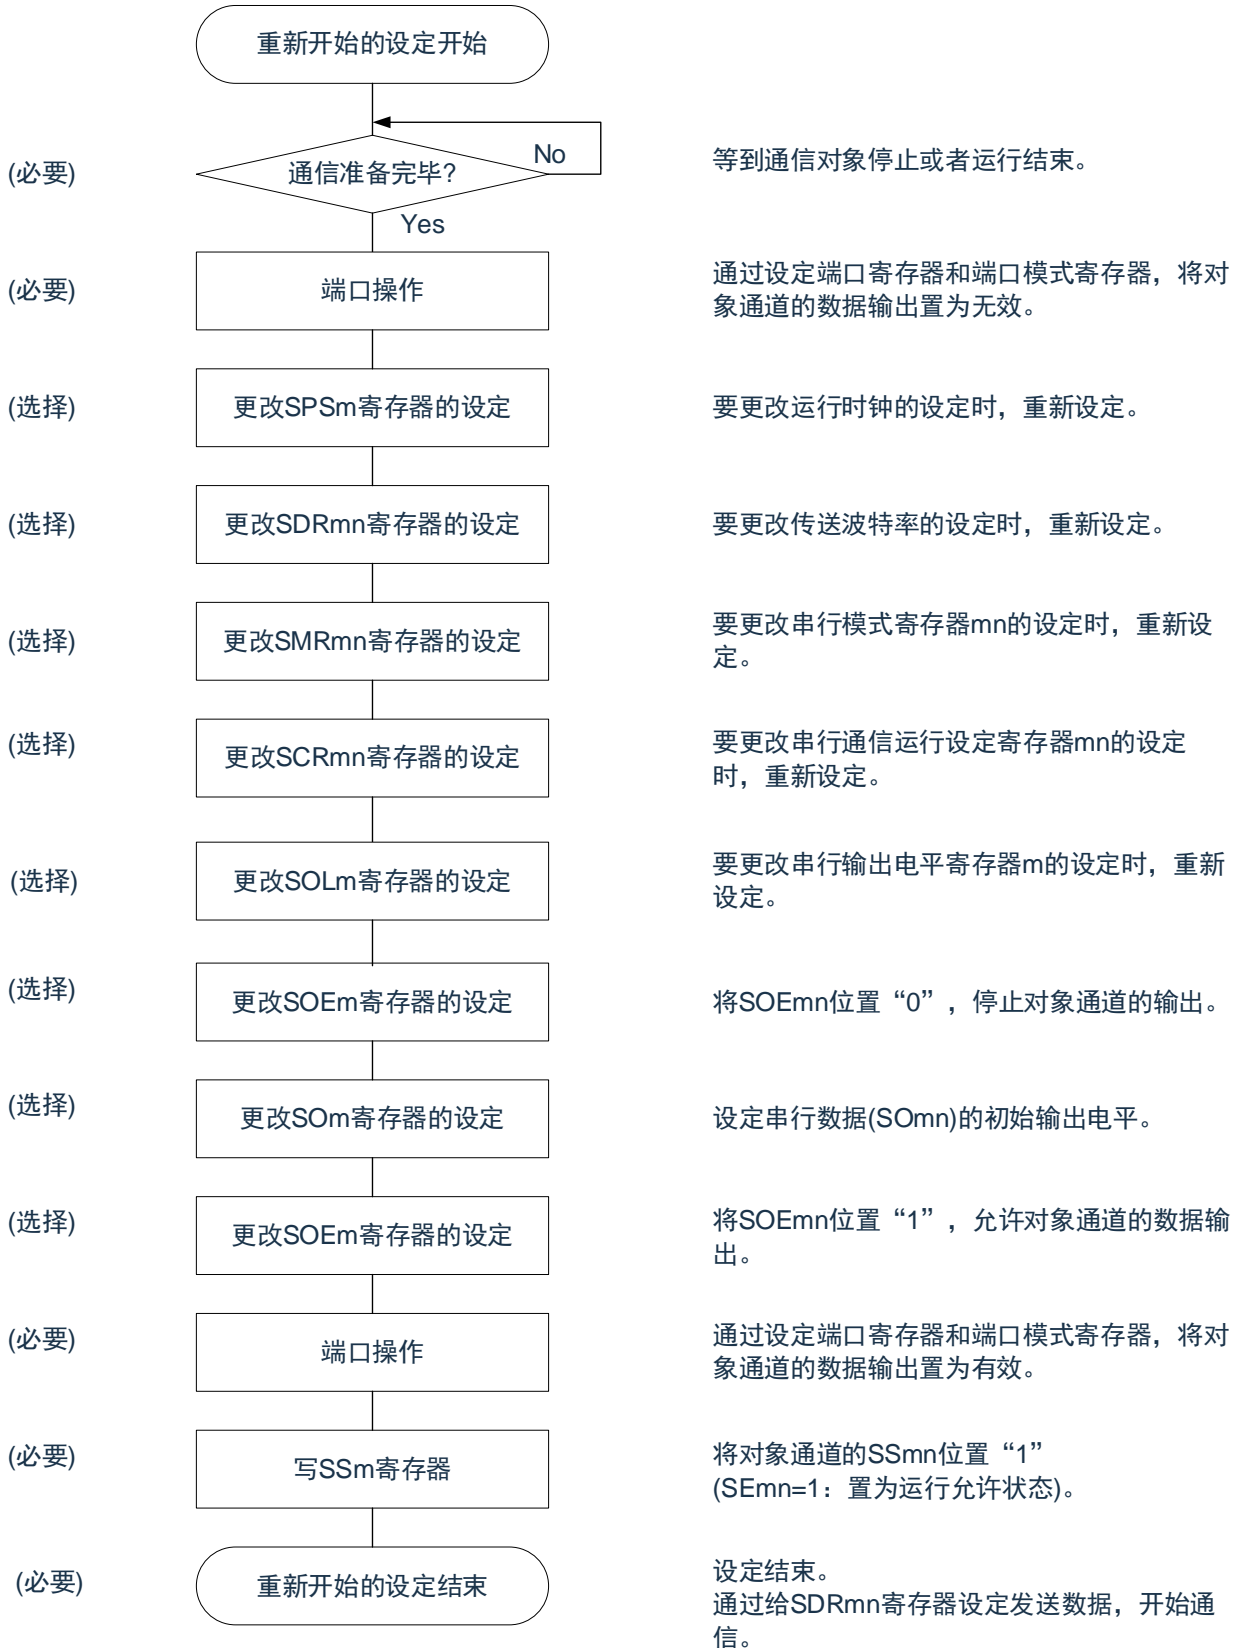 重新开始的设定开始
(必要)
通信准备完毕?
No
等到通信对象停止或者运行结束。
Yes
(必要)
端口操作
通过设定端口寄存器和端口模式寄存器，将对
象通道的数据输出置为无效。
(选择)
更改SPSm寄存器的设定
要更改运行时钟的设定时，重新设定。
(选择)
更改SDRmn寄存器的设定
要更改传送波特率的设定时，重新设定。
(选择)
更改SMRmn寄存器的设定
要更改串行模式寄存器mn的设定时，重新设
定。
(选择)
更改SCRmn寄存器的设定
要更改串行通信运行设定寄存器mn的设定
时，重新设定。
(选择)
更改SOLm寄存器的设定
要更改串行输出电平寄存器m的设定时，重新
设定。
(选择)
更改SOEm寄存器的设定
将SOEmn位置“0”，停止对象通道的输出。
(选择)
更改SOm寄存器的设定
设定串行数据(SOmn)的初始输出电平。
(选择)
更改SOEm寄存器的设定
将SOEmn位置“1”，允许对象通道的数据输
出。
(必要)
端口操作
通过设定端口寄存器和端口模式寄存器，将对
象通道的数据输出置为有效。
(必要)
写SSm寄存器
将对象通道的SSmn位置“1”
(SEmn=1：置为运行允许状态)。
(必要)
重新开始的设定结束
设定结束。
通过给SDRmn寄存器设定发送数据，开始通
信。